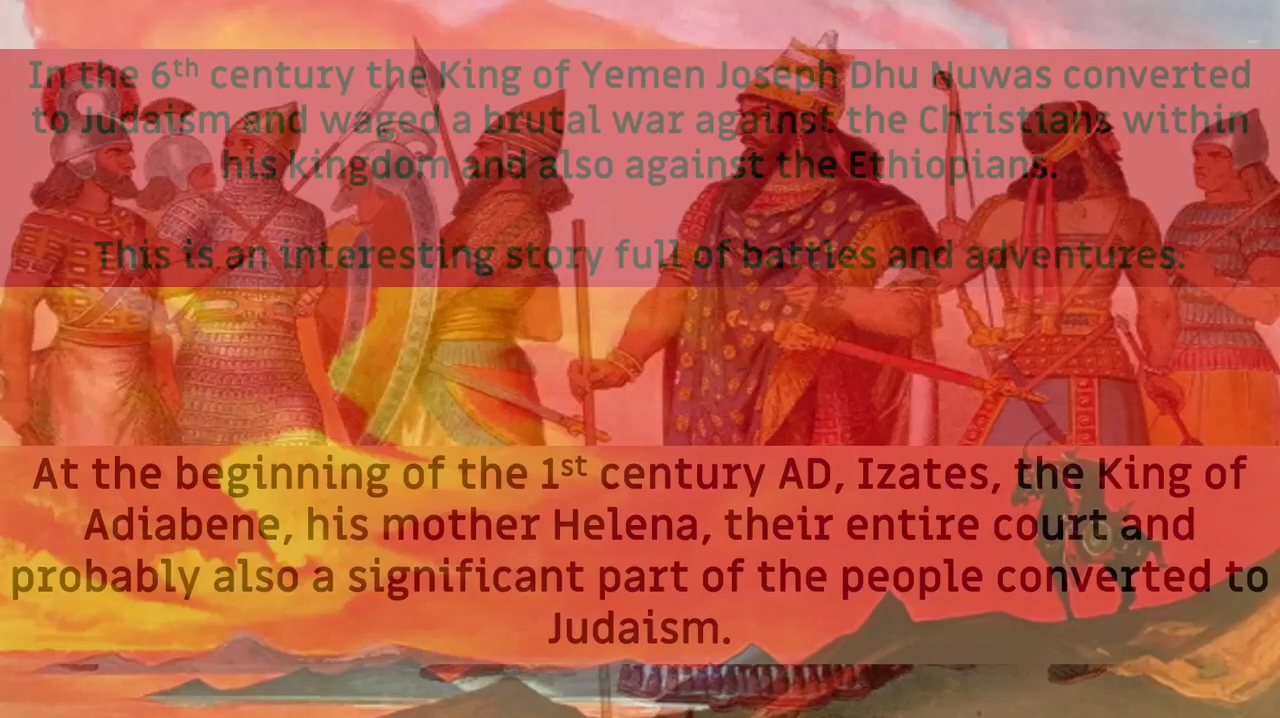 In the 6th century the King of Yemen Joseph Dhu Nuwas converted
to Judaism and waged a brutal war against the Christians within
his kingdom and also against the Ethiopians.
This is an interesting story full of battles and adventures.
At the beginning of the 1st century AD, Izates, the King of
Adiabene, his mother Helena, their entire court and
probably also a significant part of the people converted to
Judaism.